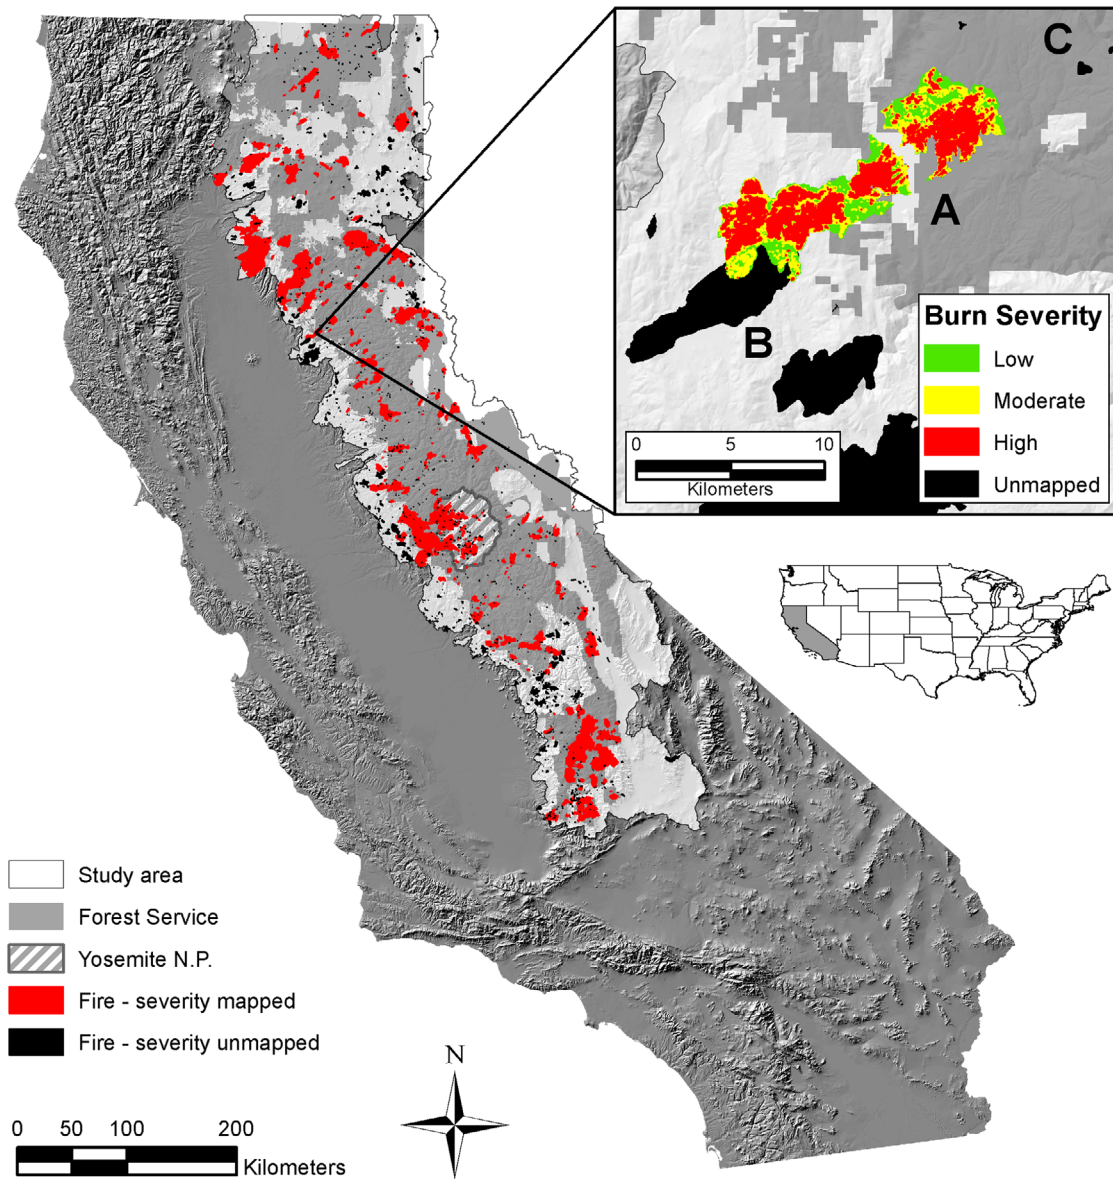 C
A
B
Burn Severity
Low
Moderate
High
Unmapped
0 5 10
Kilometers
Study area
Forest Service
Yosemite N.P.
Fire - severity mapped
Fire - severity unmapped
N
0 50 100 200
Kilometers